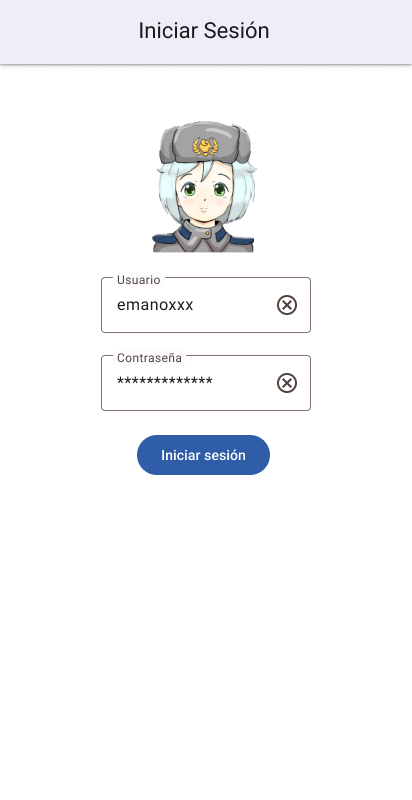 Iniciar Sesión
Usuario
emanoxxx
Contraseña
*************
Iniciar sesión